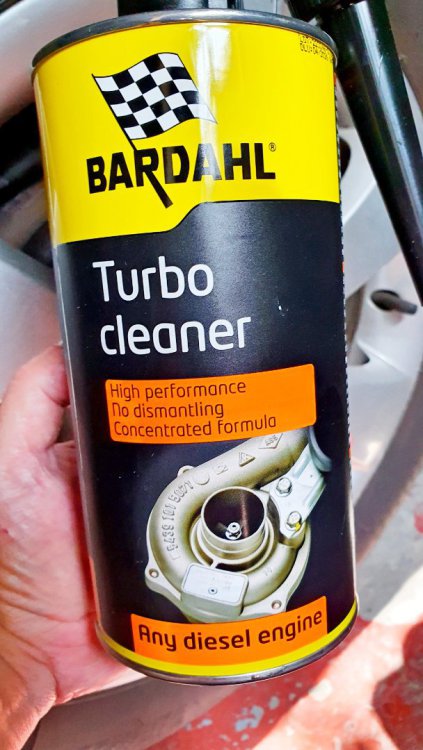 BARDAHL®
Turbo
cleaner
High performance
No dismantling
Concentrated formula
Any diesel engine